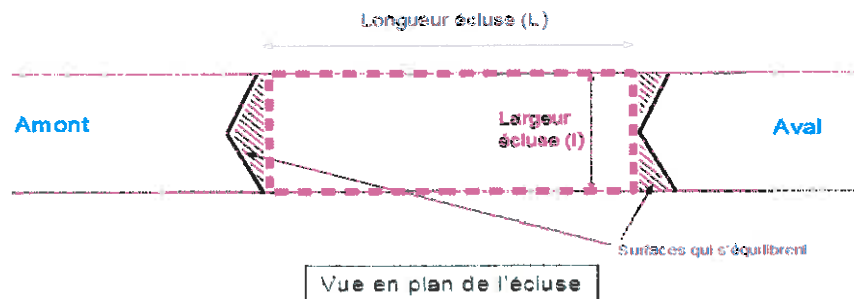 Longueur écluse (L)
Amont
Largeur
écluse (l)
Aval
Surfaces qui s'équilibrent
Vue en plan de l'écluse